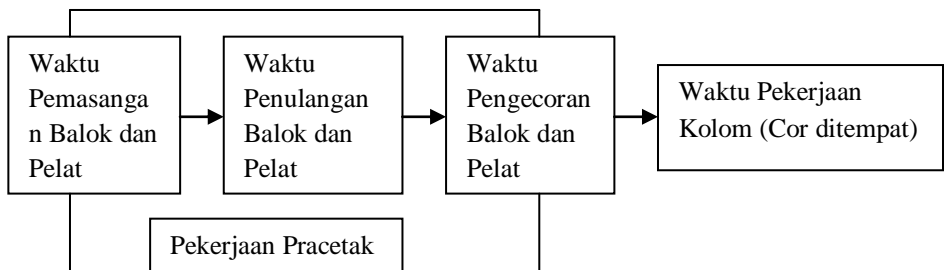 Waktu
Pemasanga
n Balok dan
Pelat
Waktu
Penulangan
Balok dan
Pelat
Waktu
Pengecoran
Balok dan
Pelat
Waktu Pekerjaan
Kolom (Cor ditempat)
Pekerjaan Pracetak